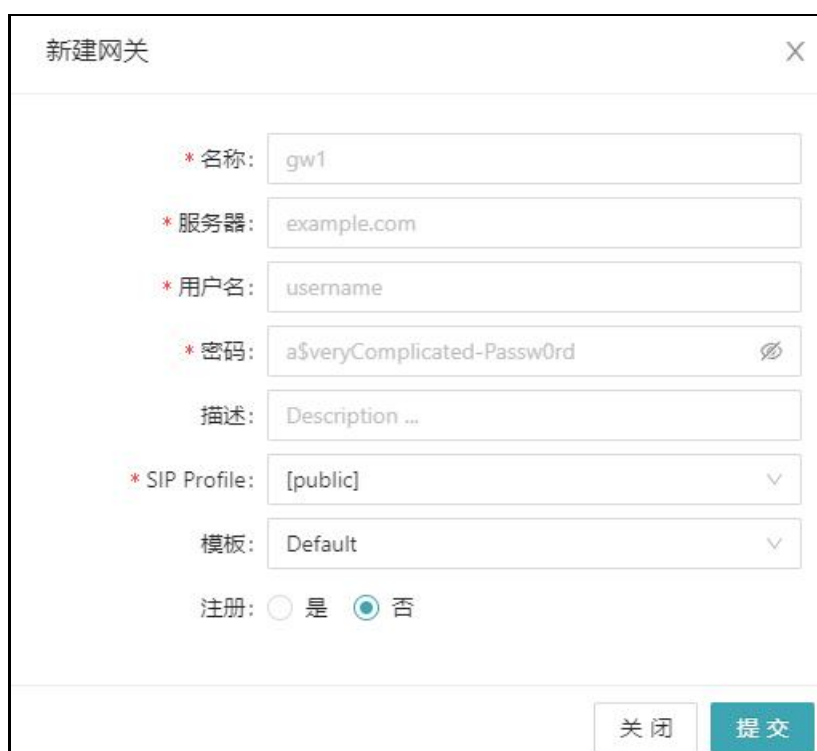 新建网关
* 名称: gw1
* 服务器: example.com
* 用户名: username
* 密码: a$veryComplicated-Passw0rd
描述: Description ...
* SIP Profile: [public]
模板: Default
注册: 是 否
关 闭 提 交